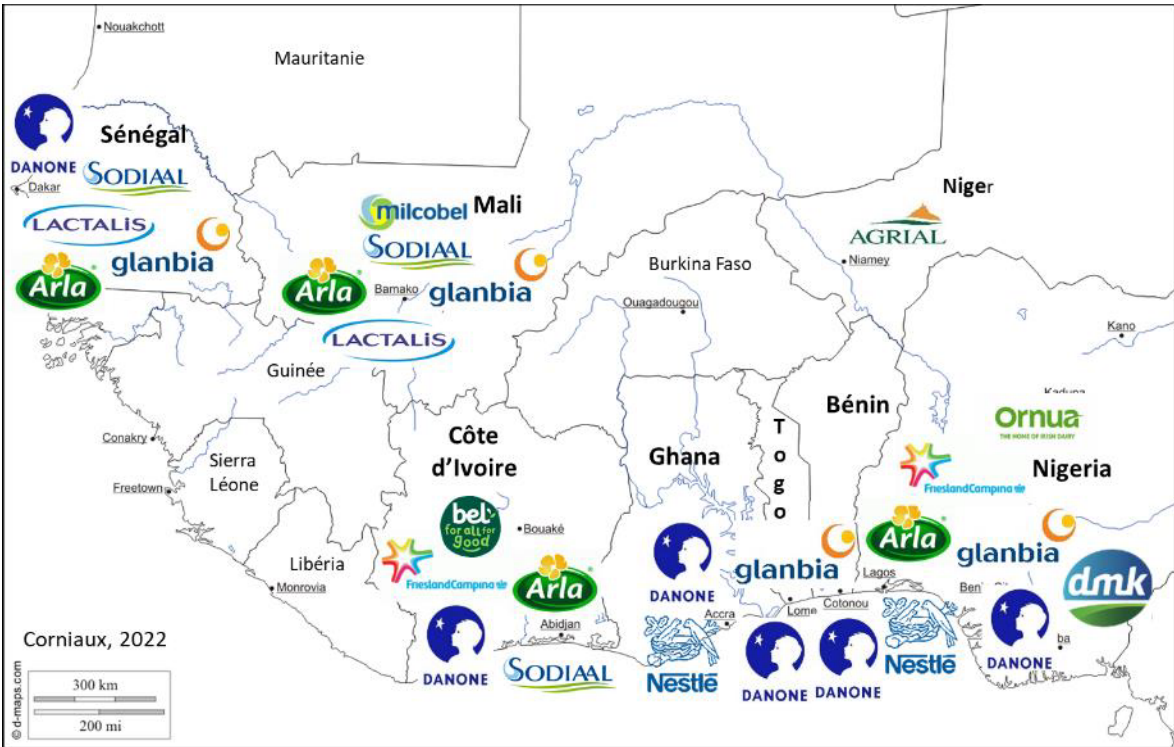 Nouakchott
Mauritanie
DANONE
Sénégal
SODIAAL
Dakar
LACTALIS
glanbia
Arla
milcobel
Mali
SODIAAL
Arla
Bamako
glanbia
LACTALIS
Niger
AGRIAL
Niamey
Burkina Faso
Ouagadougou
Kano
Guinée
Conakry
Sierra
Léone
Freetown
Libéria
Monrovia
Côte
d'Ivoire
bel
for all for
good
Bouaké
FrieslandCampina
Arla
DANONE
Abidjan
SODIAAL
Ghana
DANONE
Accra
Nestlé
T
o
g
o
Bénin
glanbia
Lome
Cotonou
DANONE
DANONE
Kaduna
Ornua
THE HOME OF IRISH DAIRY
FrieslandCampina
Nigeria
Arla
glanbia
Lagos
Nestlé
dmk
DANONE
ba
Corniaux, 2022
300 km
200 mi
© d-maps.com